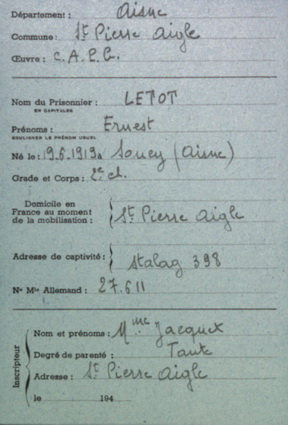 Département : Aisne
Commune : St Pierre Aigle
Œuvre : C.A.P.G.
Nom du Prisonnier : LETOT
EN CAPITALES
Prénoms : Ernest
SOULIGNER LE PRÉNOM USUEL
Né le : 19.6.1919 à Soucy (Aisne)
Grade et Corps : 2e cl.
Domicile en
France au moment
de la mobilisation : St Pierre Aigle
Adresse de captivité : Stalag 398
No Mle Allemand : 27.611
Inscripteur
Nom et prénoms : Mme Jacquet
Degré de parenté : Tante
Adresse : St Pierre Aigle
le 194